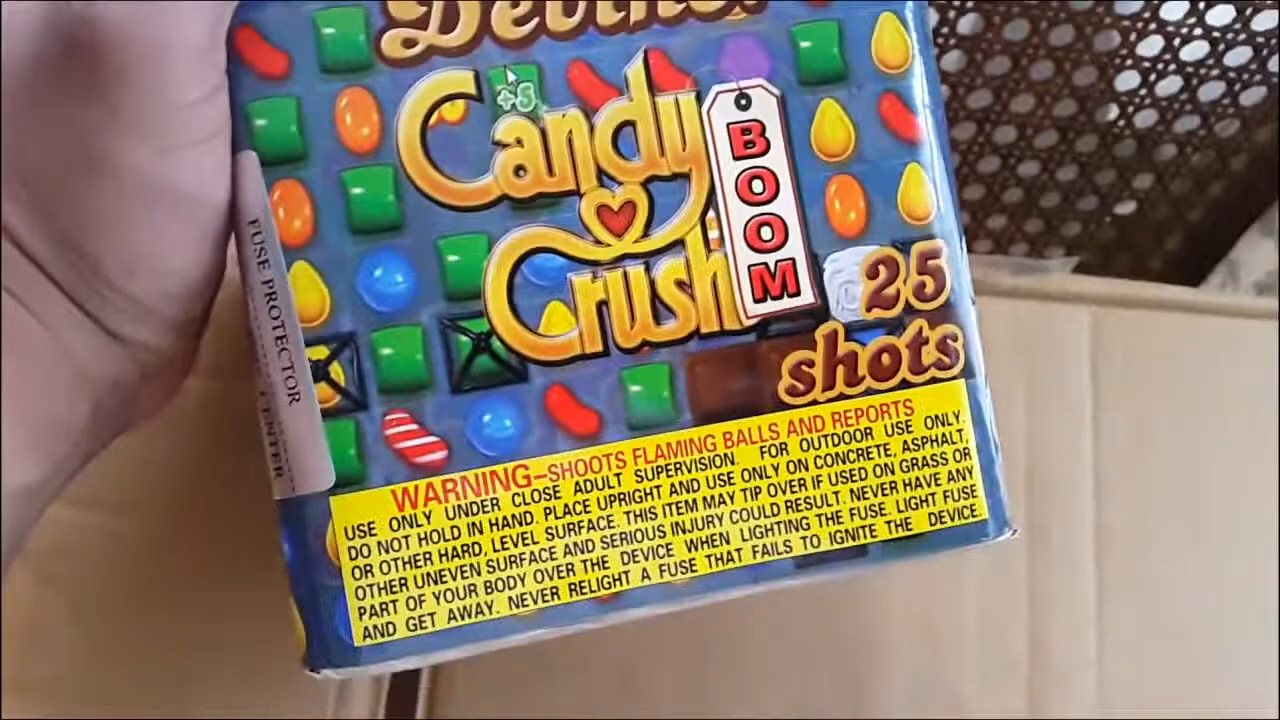 +5
Candy
Crush
BOOM
25
shots
FUSE PROTECTOR
CENTER
WARNING–SHOOTS FLAMING BALLS AND REPORTS
USE ONLY UNDER CLOSE ADULT SUPERVISION. FOR OUTDOOR USE ONLY.
DO NOT HOLD IN HAND. PLACE UPRIGHT AND USE ONLY ON CONCRETE, ASPHALT,
OR OTHER HARD, LEVEL SURFACE. THIS ITEM MAY TIP OVER IF USED ON GRASS OR
OTHER UNEVEN SURFACE AND SERIOUS INJURY COULD RESULT. NEVER HAVE ANY
PART OF YOUR BODY OVER THE DEVICE WHEN LIGHTING THE FUSE. LIGHT FUSE
AND GET AWAY. NEVER RELIGHT A FUSE THAT FAILS TO IGNITE THE DEVICE.